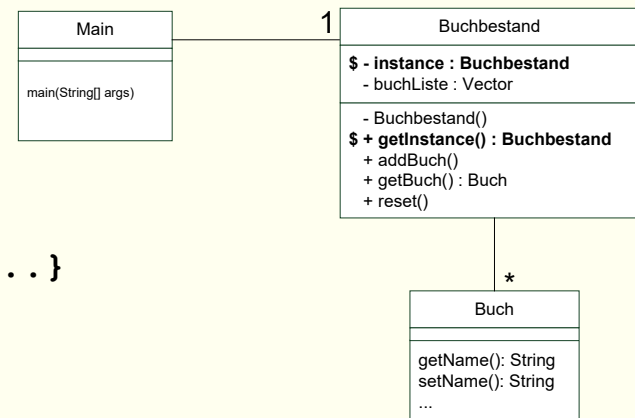 Main
main(String[] args)
1
Buchbestand
$ - instance : Buchbestand
- buchListe : Vector
- Buchbestand()
$ + getInstance() : Buchbestand
+ addBuch()
+ getBuch() : Buch
+ reset()
. . }
*
Buch
getName(): String
setName(): String
...